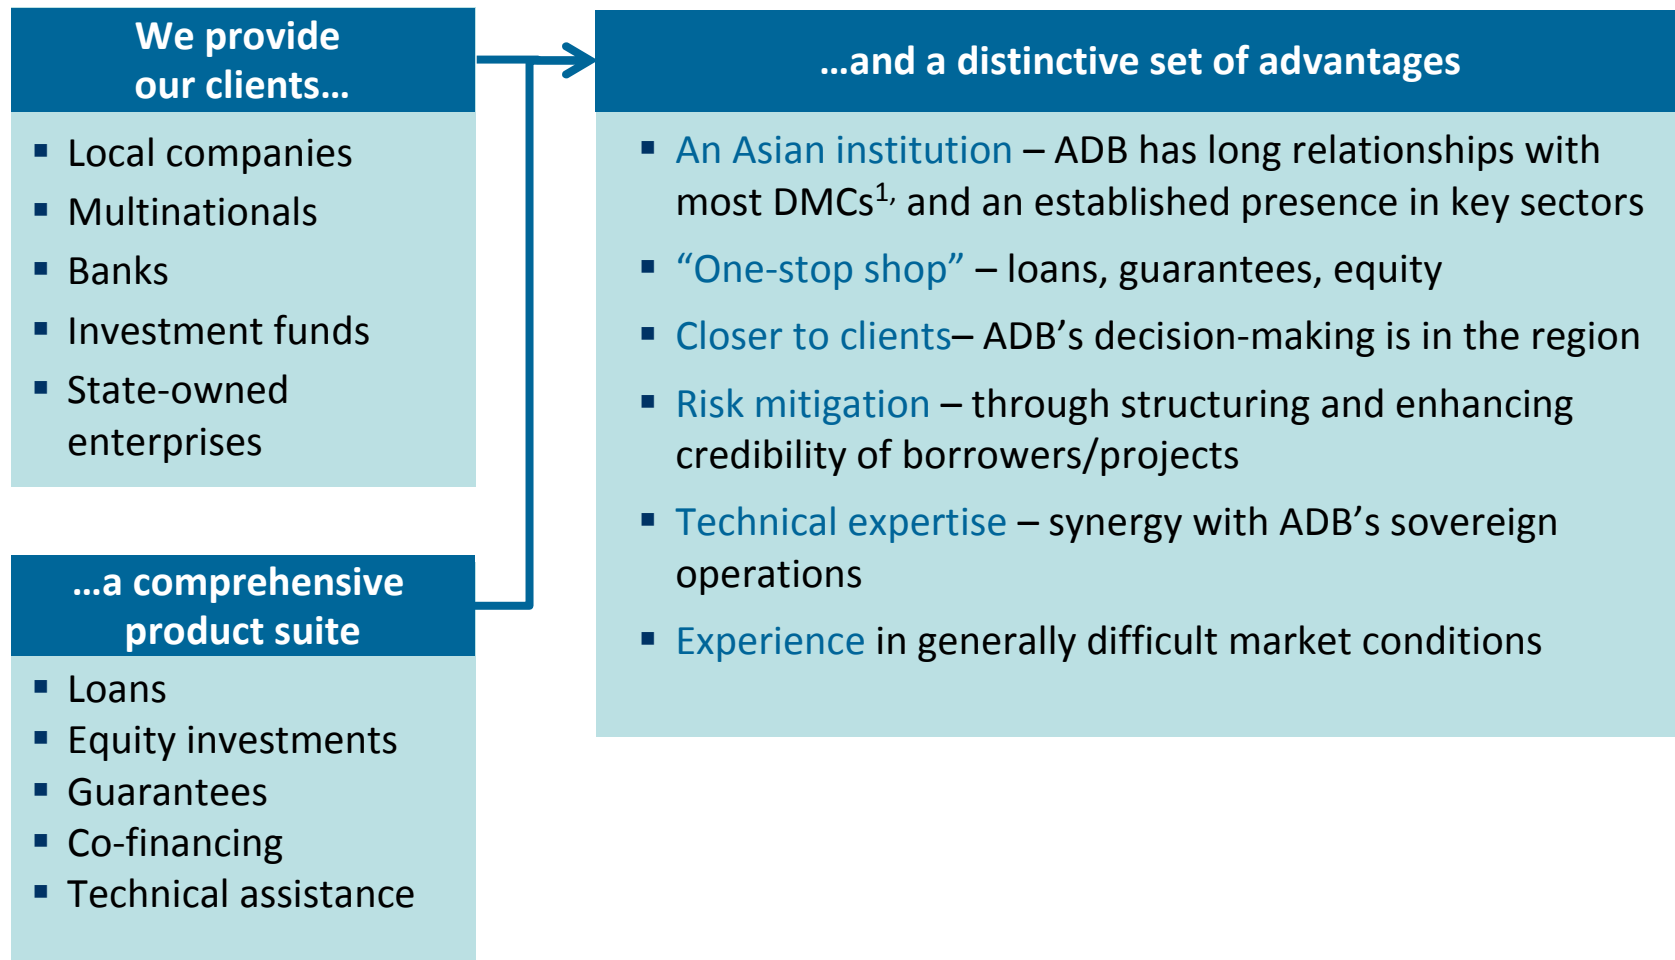 We provide
our clients…
▪ Local companies
▪ Multinationals
▪ Banks
▪ Investment funds
▪ State-owned
enterprises
…a comprehensive
product suite
▪ Loans
▪ Equity investments
▪ Guarantees
▪ Co-financing
▪ Technical assistance
…and a distinctive set of advantages
▪ An Asian institution – ADB has long relationships with
most DMCs¹, and an established presence in key sectors
▪ “One-stop shop” – loans, guarantees, equity
▪ Closer to clients– ADB’s decision-making is in the region
▪ Risk mitigation – through structuring and enhancing
credibility of borrowers/projects
▪ Technical expertise – synergy with ADB’s sovereign
operations
▪ Experience in generally difficult market conditions